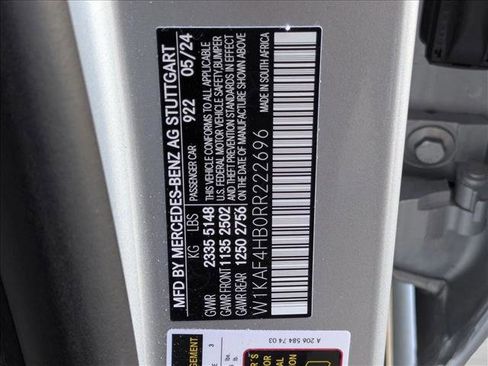 MFD BY MERCEDES-BENZ AG STUTTGART
PASSENGER CAR 922 05/24
KG LBS
GVWR 2335 5148
GAWR FRONT 1135 2502
GAWR REAR 1250 2756
THIS VEHICLE CONFORMS TO ALL APPLICABLE
U.S. FEDERAL MOTOR VEHICLE SAFETY, BUMPER
AND THEFT PREVENTION STANDARDS IN EFFECT
ON THE DATE OF MANUFACTURE SHOWN ABOVE.
W1KAF4HB0RR222696
MADE IN SOUTH AFRICA
A 206 584 74 03